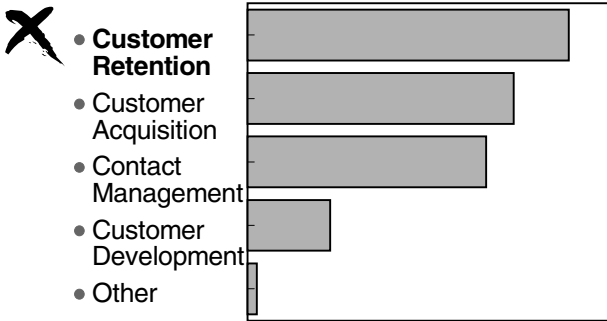 Customer
Retention
Customer
Acquisition
Contact
Management
Customer
Development
Other